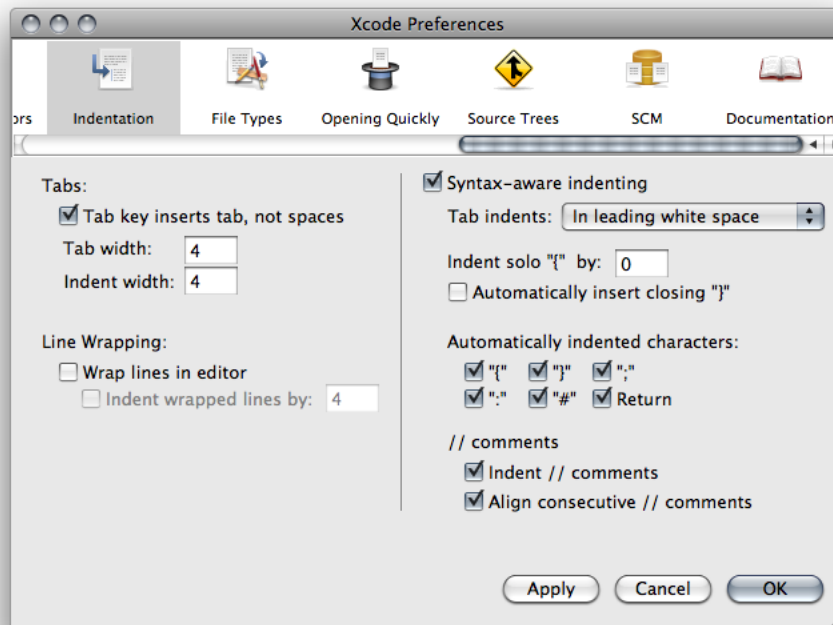 Xcode Preferences
ors Indentation File Types Opening Quickly Source Trees SCM Documentation
Tabs:
Tab key inserts tab, not spaces
Tab width: 4
Indent width: 4
Line Wrapping:
Wrap lines in editor
Indent wrapped lines by: 4
Syntax-aware indenting
Tab indents: In leading white space
Indent solo "{" by: 0
Automatically insert closing "}"
Automatically indented characters:
"{" "}" ";"
":" "#" Return
// comments
Indent // comments
Align consecutive // comments
Apply Cancel OK